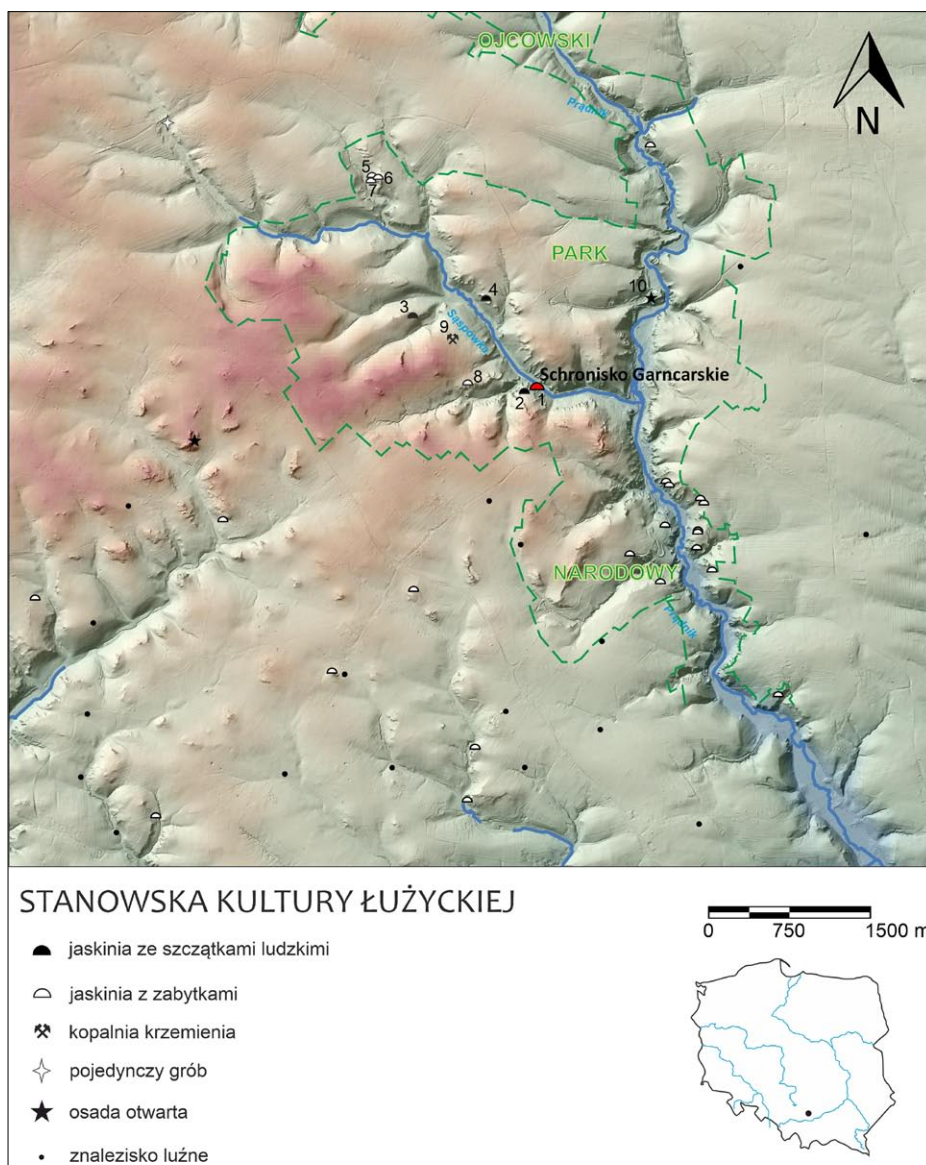 OJCOWSKI
Prądnik
N
5
6
7
PARK
10
4
3
9
Sąspówka
Schronisko Garncarskie
8
2
1
NARODOWY
Prądnik
STANOWSKA KULTURY ŁUŻYCKIEJ
jaskinia ze szczątkami ludzkimi
jaskinia z zabytkami
kopalnia krzemienia
pojedynczy grób
osada otwarta
znalezisko luźne
0 750 1500 m